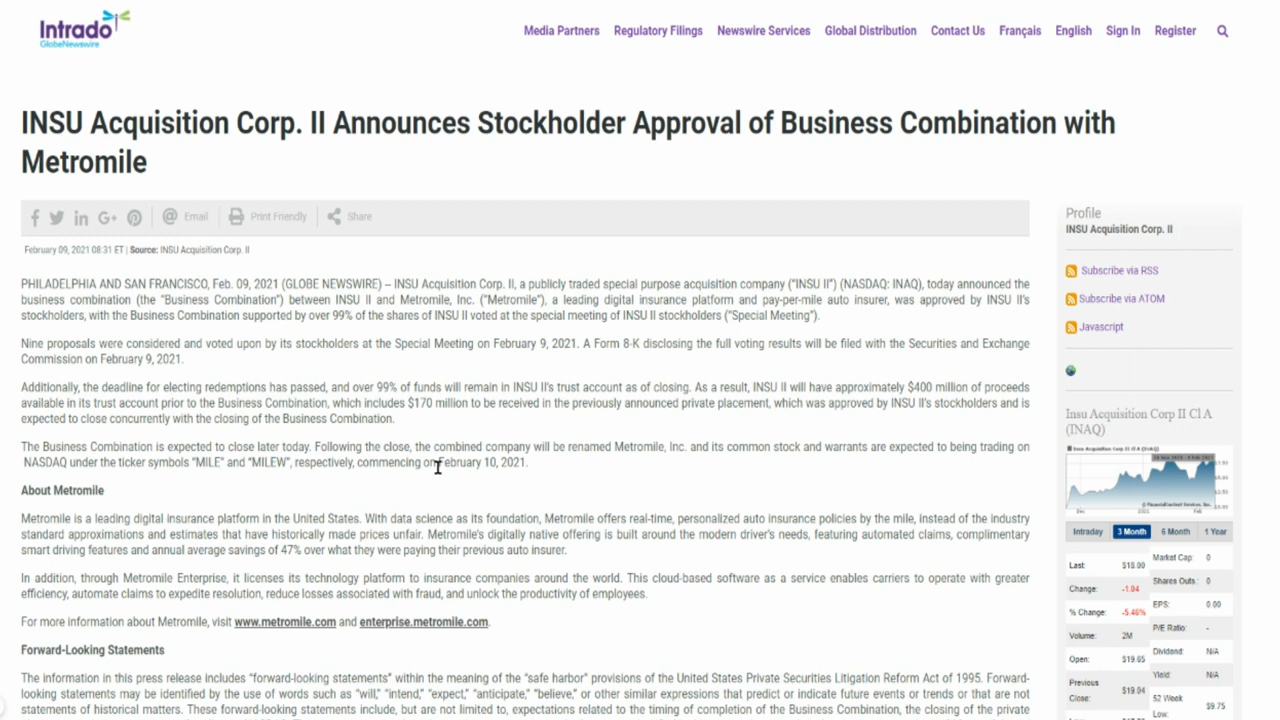 Intrado
GlobeNewswire
Media Partners Regulatory Filings Newswire Services Global Distribution Contact Us Français English Sign In Register
INSU Acquisition Corp. II Announces Stockholder Approval of Business Combination with
Metromile
Email Print Friendly Share
February 09, 2021 08:31 ET | Source: INSU Acquisition Corp. II
PHILADELPHIA AND SAN FRANCISCO, Feb. 09, 2021 (GLOBE NEWSWIRE) – INSU Acquisition Corp. II, a publicly traded special purpose acquisition company ("INSU II") (NASDAQ: INAQ), today announced the
business combination (the "Business Combination") between INSU II and Metromile, Inc. ("Metromile"), a leading digital insurance platform and pay-per-mile auto insurer, was approved by INSU II's
stockholders, with the Business Combination supported by over 99% of the shares of INSU II voted at the special meeting of INSU II stockholders ("Special Meeting").
Nine proposals were considered and voted upon by its stockholders at the Special Meeting on February 9, 2021. A Form 8-K disclosing the full voting results will be filed with the Securities and Exchange
Commission on February 9, 2021.
Additionally, the deadline for electing redemptions has passed, and over 99% of funds will remain in INSU II's trust account as of closing. As a result, INSU II will have approximately $400 million of proceeds
available in its trust account prior to the Business Combination, which includes $170 million to be received in the previously announced private placement, which was approved by INSU II's stockholders and is
expected to close concurrently with the closing of the Business Combination.
The Business Combination is expected to close later today. Following the close, the combined company will be renamed Metromile, Inc. and its common stock and warrants are expected to being trading on
NASDAQ under the ticker symbols "MILE" and "MILEW", respectively, commencing on February 10, 2021.
About Metromile
Metromile is a leading digital insurance platform in the United States. With data science as its foundation, Metromile offers real-time, personalized auto insurance policies by the mile, instead of the industry
standard approximations and estimates that have historically made prices unfair. Metromile's digitally native offering is built around the modern driver's needs, featuring automated claims, complimentary
smart driving features and annual average savings of 47% over what they were paying their previous auto insurer.
In addition, through Metromile Enterprise, it licenses its technology platform to insurance companies around the world. This cloud-based software as a service enables carriers to operate with greater
efficiency, automate claims to expedite resolution, reduce losses associated with fraud, and unlock the productivity of employees.
For more information about Metromile, visit www.metromile.com and enterprise.metromile.com.
Forward-Looking Statements
The information in this press release includes "forward-looking statements" within the meaning of the "safe harbor" provisions of the United States Private Securities Litigation Reform Act of 1995. Forward-
looking statements may be identified by the use of words such as "will," "intend," "expect," "anticipate," "believe," or other similar expressions that predict or indicate future events or trends or that are not
statements of historical matters. These forward-looking statements include, but are not limited to, expectations related to the timing of completion of the Business Combination, the closing of the private
Profile
INSU Acquisition Corp. II
Subscribe via RSS
Subscribe via ATOM
Javascript
Insu Acquisition Corp II Cl A
(INAQ)
Insu Acquisition Corp II Cl A
Dec 2021 Feb
Intraday 3 Month 6 Month 1 Year
Last: $18.00
Change: -1.04
% Change: -5.46%
Volume: 2M
Open: $19.65
Previous
Close: $19.04
Market Cap: 0
Shares Outs.: 0
EPS: 0.00
P/E Ratio: -
Dividend: N/A
Yield: N/A
52 Week
Low: $9.75